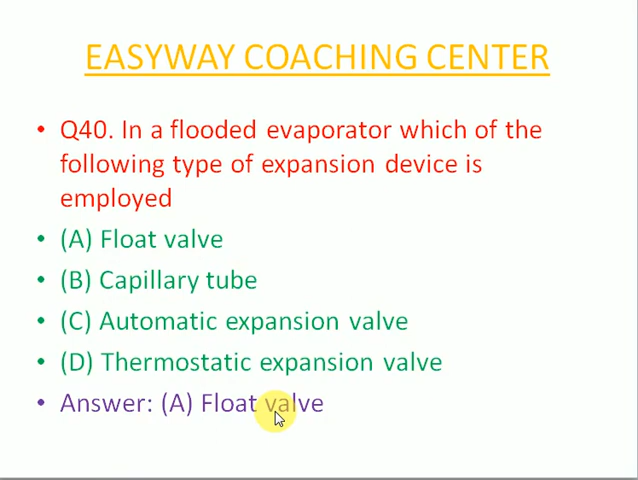 EASYWAY COACHING CENTER
• Q40. In a flooded evaporator which of the
following type of expansion device is
employed
• (A) Float valve
• (B) Capillary tube
• (C) Automatic expansion valve
• (D) Thermostatic expansion valve
• Answer: (A) Float valve